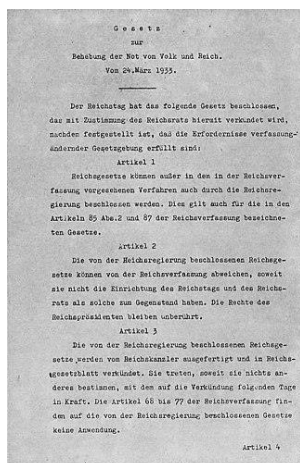 Gesetz
zur
Behebung der Not von Volk und Reich.
Vom 24.März 1933.
Der Reichstag hat das folgende Gesetz beschlossen,
das mit Zustimmung des Reichsrats hiermit verkündet wird,
nachdem festgestellt ist, daß die Erfordernisse verfassung-
ändernder Gesetzgebung erfüllt sind:
Artikel 1
Reichsgesetze können außer in dem in der Reichsver-
fassung vorgesehenen Verfahren auch durch die Reichsre-
gierung beschlossen werden. Dies gilt auch für die in den
Artikeln 85 Abs.2 und 87 der Reichsverfassung bezeichne-
ten Gesetze.
Artikel 2
Die von der Reichsregierung beschlossenen Reichsge-
setze können von der Reichsverfassung abweichen, soweit
sie nicht die Einrichtung des Reichstags und des Reichs-
rats als solche zum Gegenstand haben. Die Rechte des
Reichspräsidenten bleiben unberührt.
Artikel 3
Die von der Reichsregierung beschlossenen Reichsge-
setze werden vom Reichskanzler ausgefertigt und im Reichs-
gesetzblatt verkündet. Sie treten, soweit sie nichts an-
deres bestimmen, mit dem auf die Verkündung folgenden Tage
in Kraft. Die Artikel 68 bis 77 der Reichsverfassung fin-
den auf die von der Reichsregierung beschlossenen Gesetze
keine Anwendung.
Artikel 4